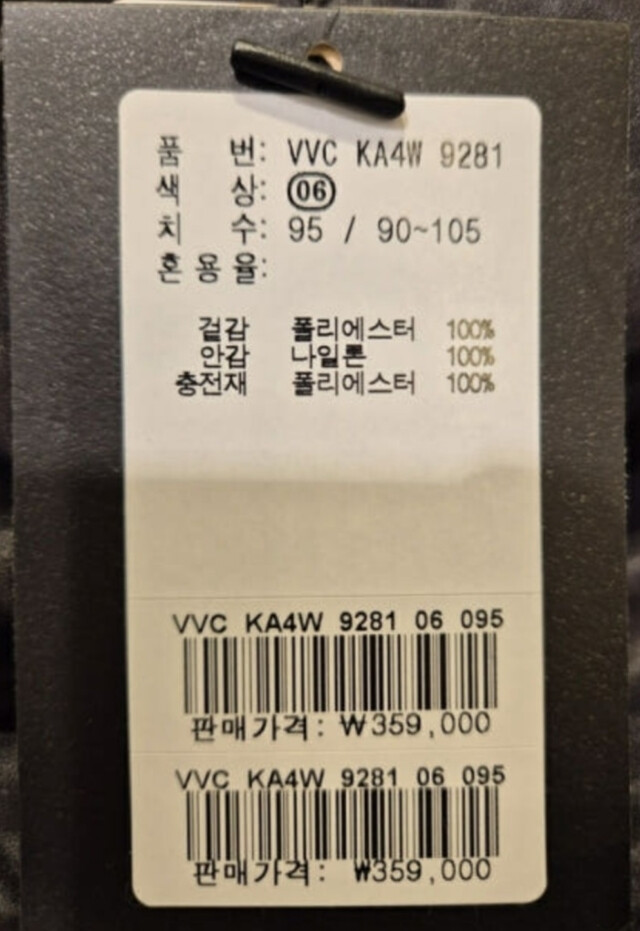 품 번: VVC KA4W 9281
색 상: 06
치 수: 95 / 90~105
혼 용 율:
겉감 폴리에스터 100%
안감 나일론 100%
충전재 폴리에스터 100%
VVC KA4W 9281 06 095
판매가격: ₩359,000
VVC KA4W 9281 06 095
판매가격: ₩359,000